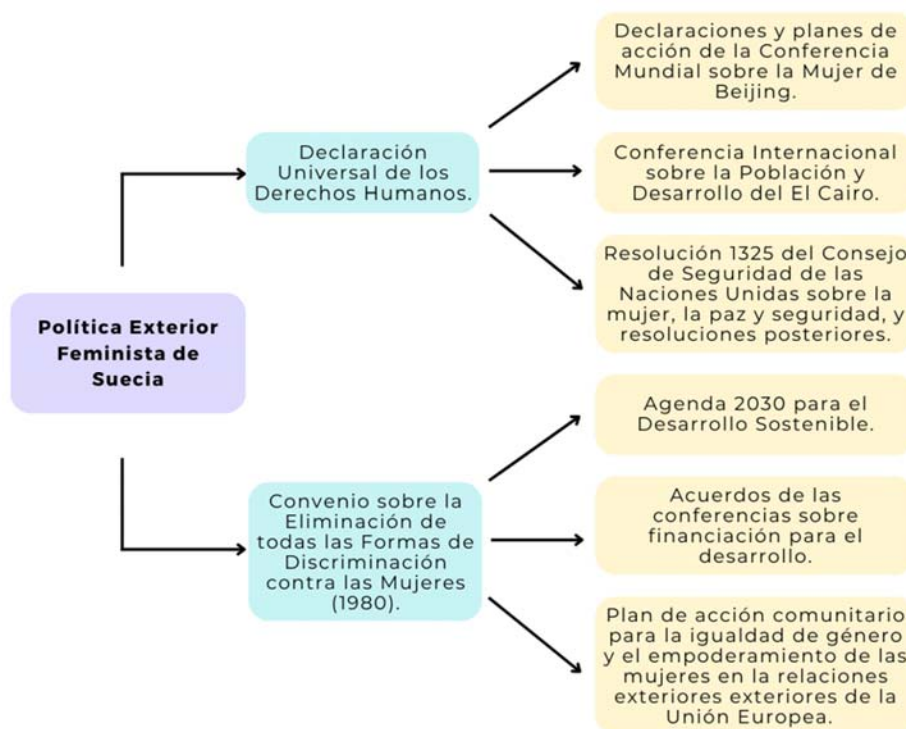 Política Exterior
Feminista de
Suecia
Declaración
Universal de los
Derechos Humanos.
Declaraciones y planes de
acción de la Conferencia
Mundial sobre la Mujer de
Beijing.
Conferencia Internacional
sobre la Población y
Desarrollo del El Cairo.
Resolución 1325 del Consejo
de Seguridad de las
Naciones Unidas sobre la
mujer, la paz y seguridad, y
resoluciones posteriores.
Convenio sobre la
Eliminación de
todas las Formas de
Discriminación
contra las Mujeres
(1980).
Agenda 2030 para el
Desarrollo Sostenible.
Acuerdos de las
conferencias sobre
financiación para el
desarrollo.
Plan de acción comunitario
para la igualdad de género
y el empoderamiento de las
mujeres en la relaciones
exteriores exteriores de la
Unión Europea.